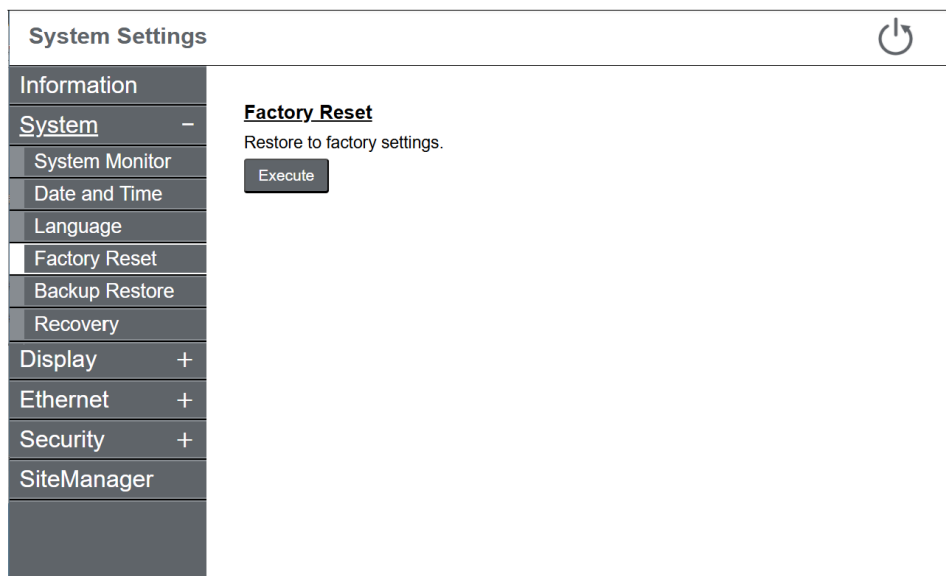 System Settings
Information
System −
System Monitor
Date and Time
Language
Factory Reset
Backup Restore
Recovery
Display +
Ethernet +
Security +
SiteManager
Factory Reset
Restore to factory settings.
Execute